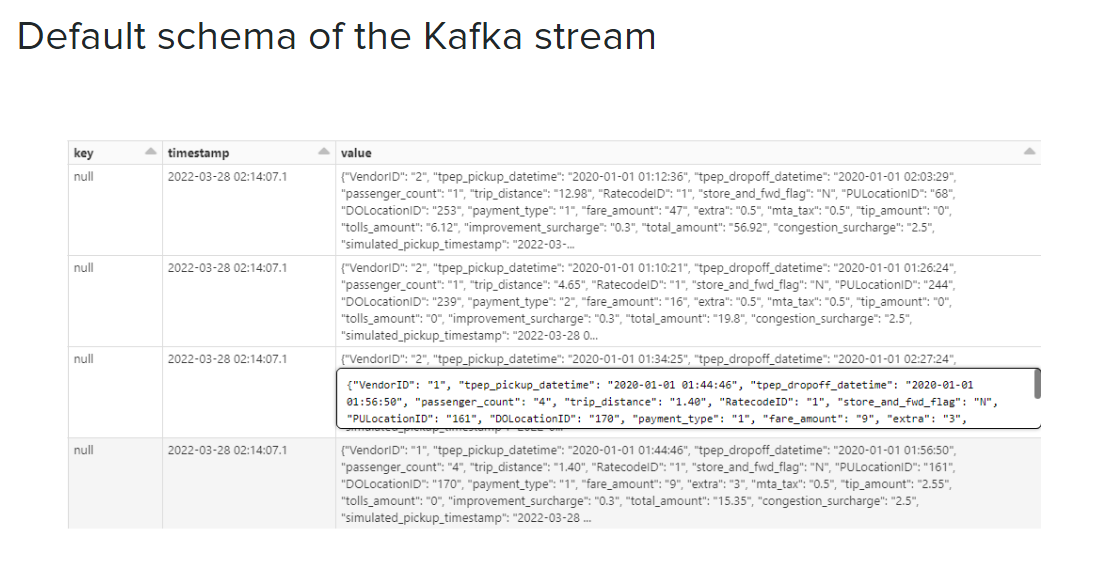 Default schema of the Kafka stream
key timestamp value
null 2022-03-28 02:14:07.1 {"VendorID": "2", "tpep_pickup_datetime": "2020-01-01 01:12:36", "tpep_dropoff_datetime": "2020-01-01 02:03:29",
"passenger_count": "1", "trip_distance": "12.98", "RatecodeID": "1", "store_and_fwd_flag": "N", "PULocationID": "68",
"DOLocationID": "253", "payment_type": "1", "fare_amount": "47", "extra": "0.5", "mta_tax": "0.5", "tip_amount": "0",
"tolls_amount": "6.12", "improvement_surcharge": "0.3", "total_amount": "56.92", "congestion_surcharge": "2.5",
"simulated_pickup_timestamp": "2022-03-...
null 2022-03-28 02:14:07.1 {"VendorID": "2", "tpep_pickup_datetime": "2020-01-01 01:10:21", "tpep_dropoff_datetime": "2020-01-01 01:26:24",
"passenger_count": "1", "trip_distance": "4.65", "RatecodeID": "1", "store_and_fwd_flag": "N", "PULocationID": "244",
"DOLocationID": "239", "payment_type": "2", "fare_amount": "16", "extra": "0.5", "mta_tax": "0.5", "tip_amount": "0",
"tolls_amount": "0", "improvement_surcharge": "0.3", "total_amount": "19.8", "congestion_surcharge": "2.5",
"simulated_pickup_timestamp": "2022-03-28 0...
null 2022-03-28 02:14:07.1 {"VendorID": "2", "tpep_pickup_datetime": "2020-01-01 01:34:25", "tpep_dropoff_datetime": "2020-01-01 02:27:24",
{"VendorID": "1", "tpep_pickup_datetime": "2020-01-01 01:44:46", "tpep_dropoff_datetime": "2020-01-01
01:56:50", "passenger_count": "4", "trip_distance": "1.40", "RatecodeID": "1", "store_and_fwd_flag": "N",
"PULocationID": "161", "DOLocationID": "170", "payment_type": "1", "fare_amount": "9", "extra": "3",
null 2022-03-28 02:14:07.1 {"VendorID": "1", "tpep_pickup_datetime": "2020-01-01 01:44:46", "tpep_dropoff_datetime": "2020-01-01 01:56:50",
"passenger_count": "4", "trip_distance": "1.40", "RatecodeID": "1", "store_and_fwd_flag": "N", "PULocationID": "161",
"DOLocationID": "170", "payment_type": "1", "fare_amount": "9", "extra": "3", "mta_tax": "0.5", "tip_amount": "2.55",
"tolls_amount": "0", "improvement_surcharge": "0.3", "total_amount": "15.35", "congestion_surcharge": "2.5",
"simulated_pickup_timestamp": "2022-03-28 ...